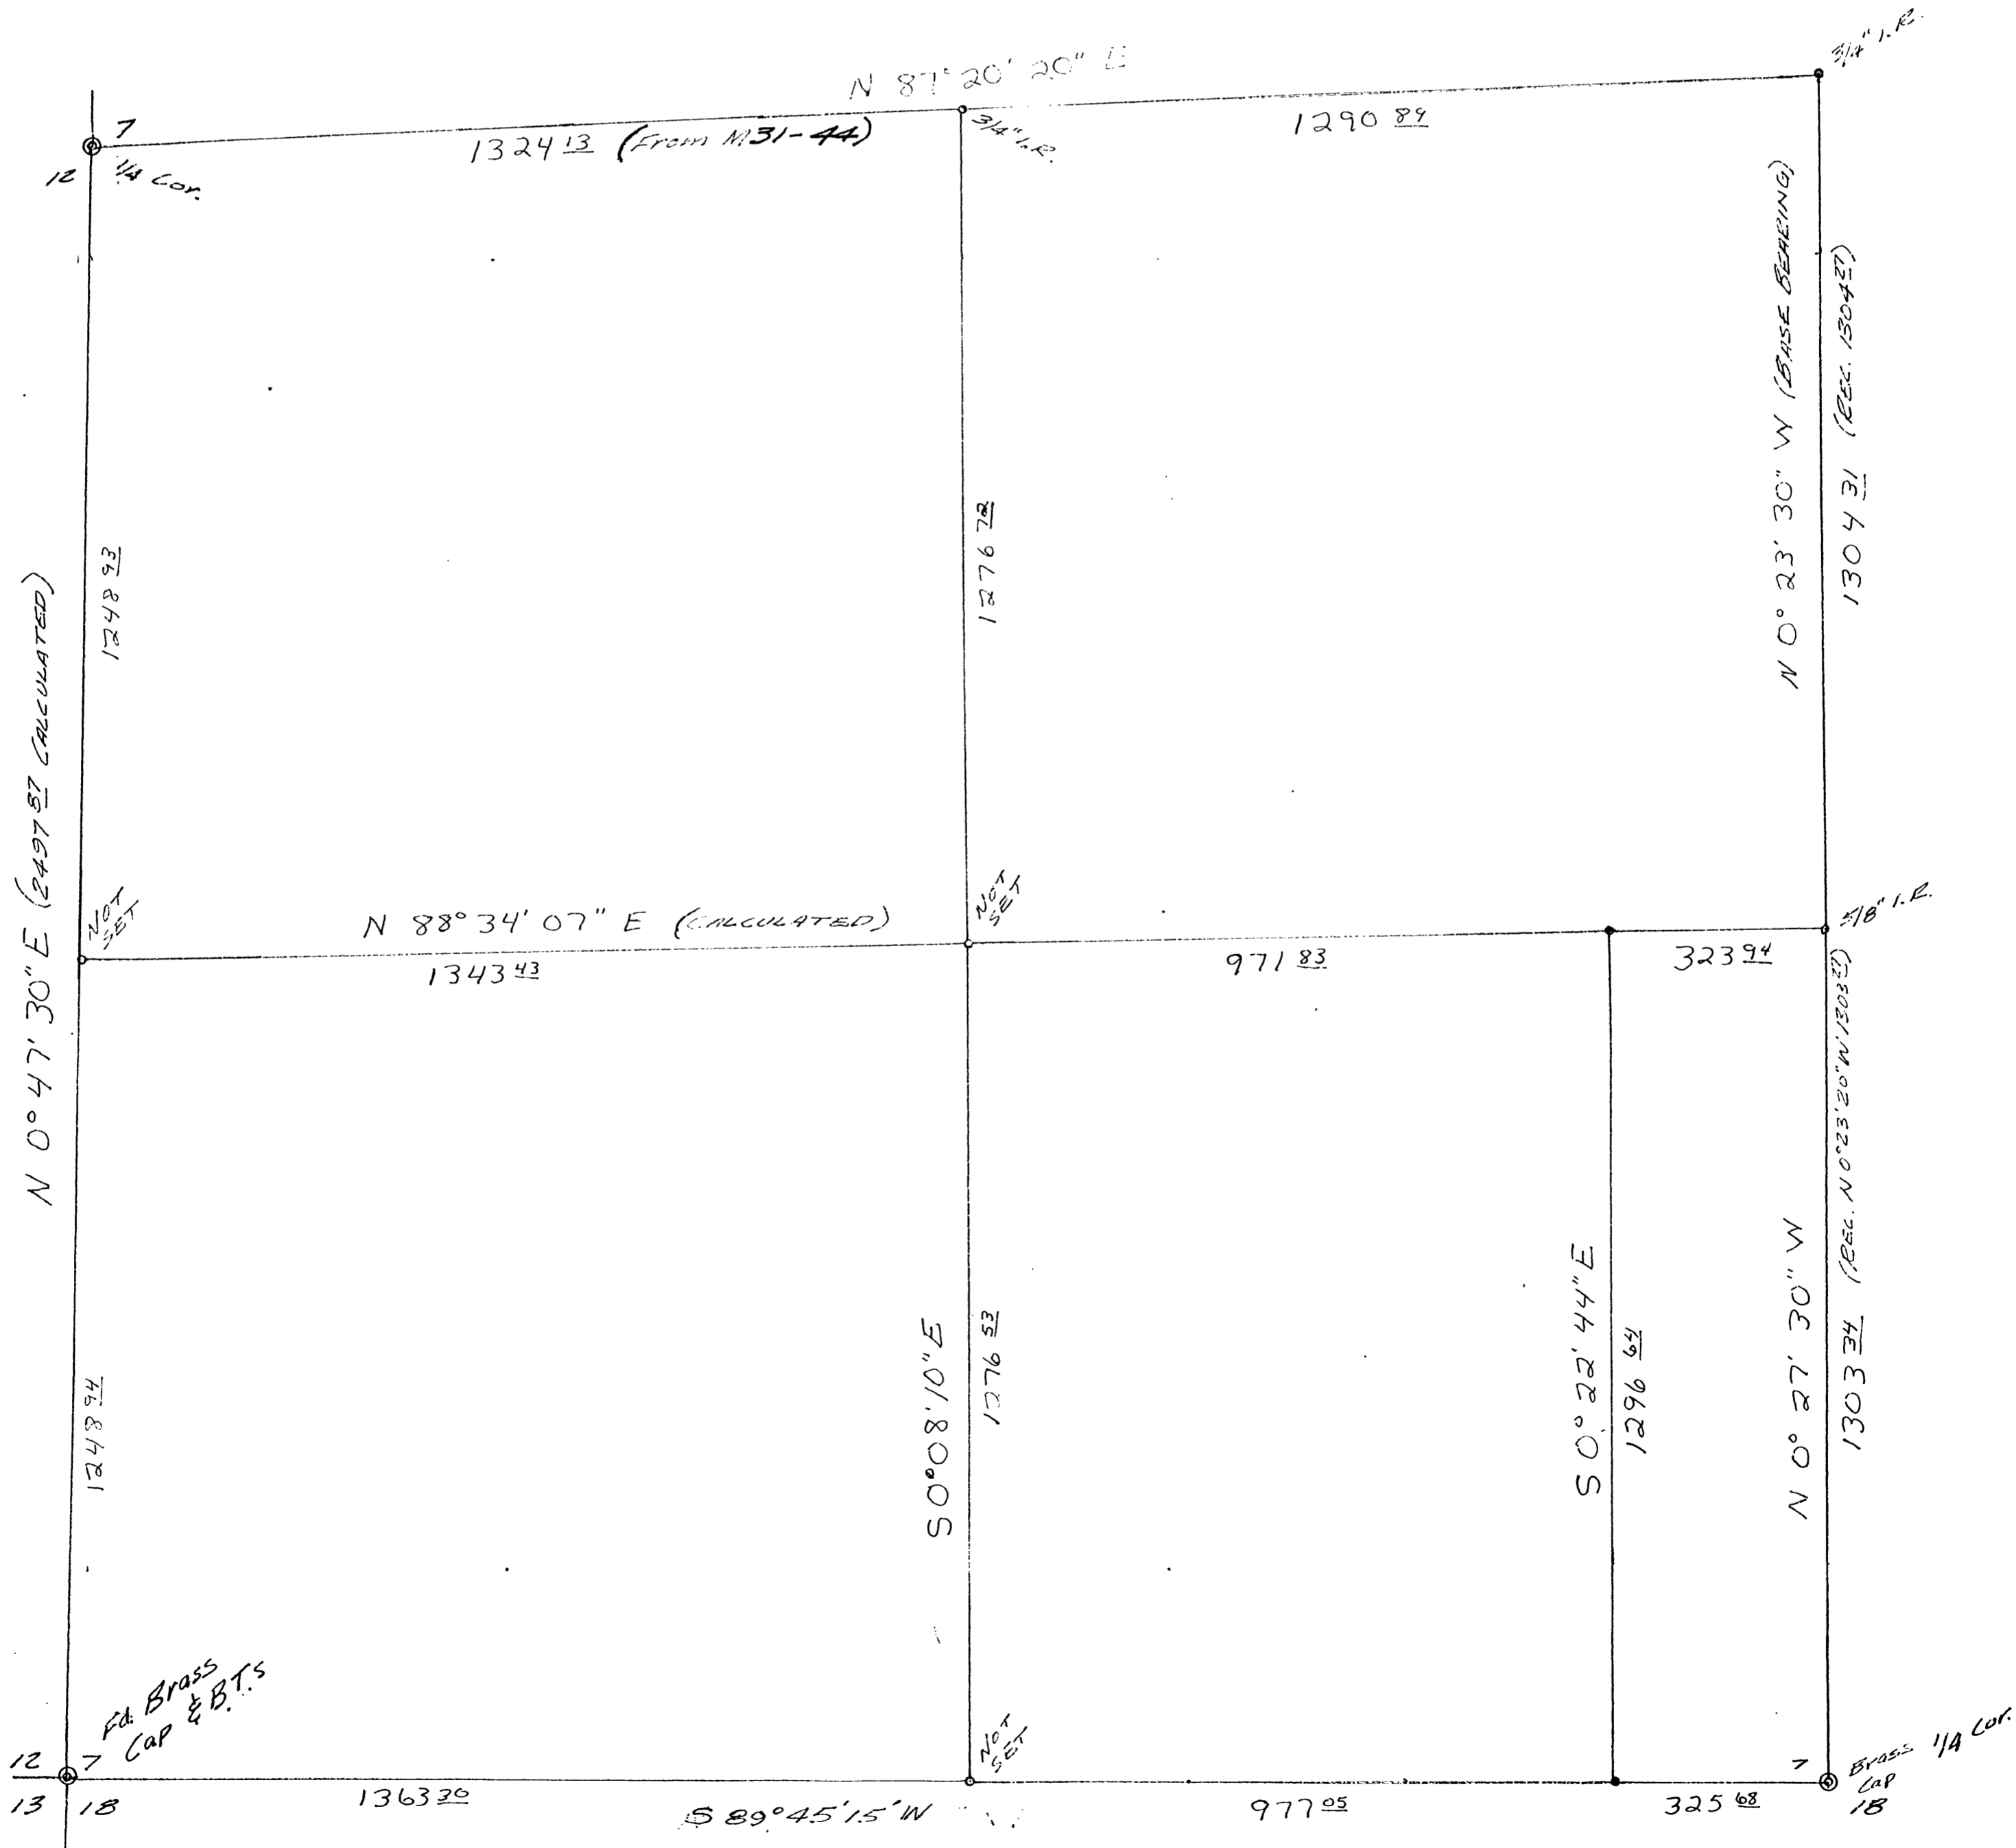 3/4" I.R.
N 87° 20' 20" E
7
1324 13 (From M31-44)
3/4" I.R.
1290 89
12
1/4 Cor.
N 0° 23' 30" W (BASE BEARING)
1304 31 (REC. 1304 27)
1248 93
1276 72
N 0° 47' 30" E (2497 87 CALCULATED)
NOT
SET
N 88° 34' 07" E (CALCULATED)
NOT
SET
5/8" I.R.
1343 43
971 83
323 94
1303 34 (REC. N 0° 23' 20" W 1303 27)
N 0° 27' 30" W
S 0° 22' 44" E
1296 64
S 0° 8' 10" E
1276 53
1248 94
Fd. Brass
Cap & B.T.s
NOT
SET
12 7
7
Brass 1/4 Cor.
Cap
13 18
1363 30
S 89° 45' 15' W
977 05
325 68
18